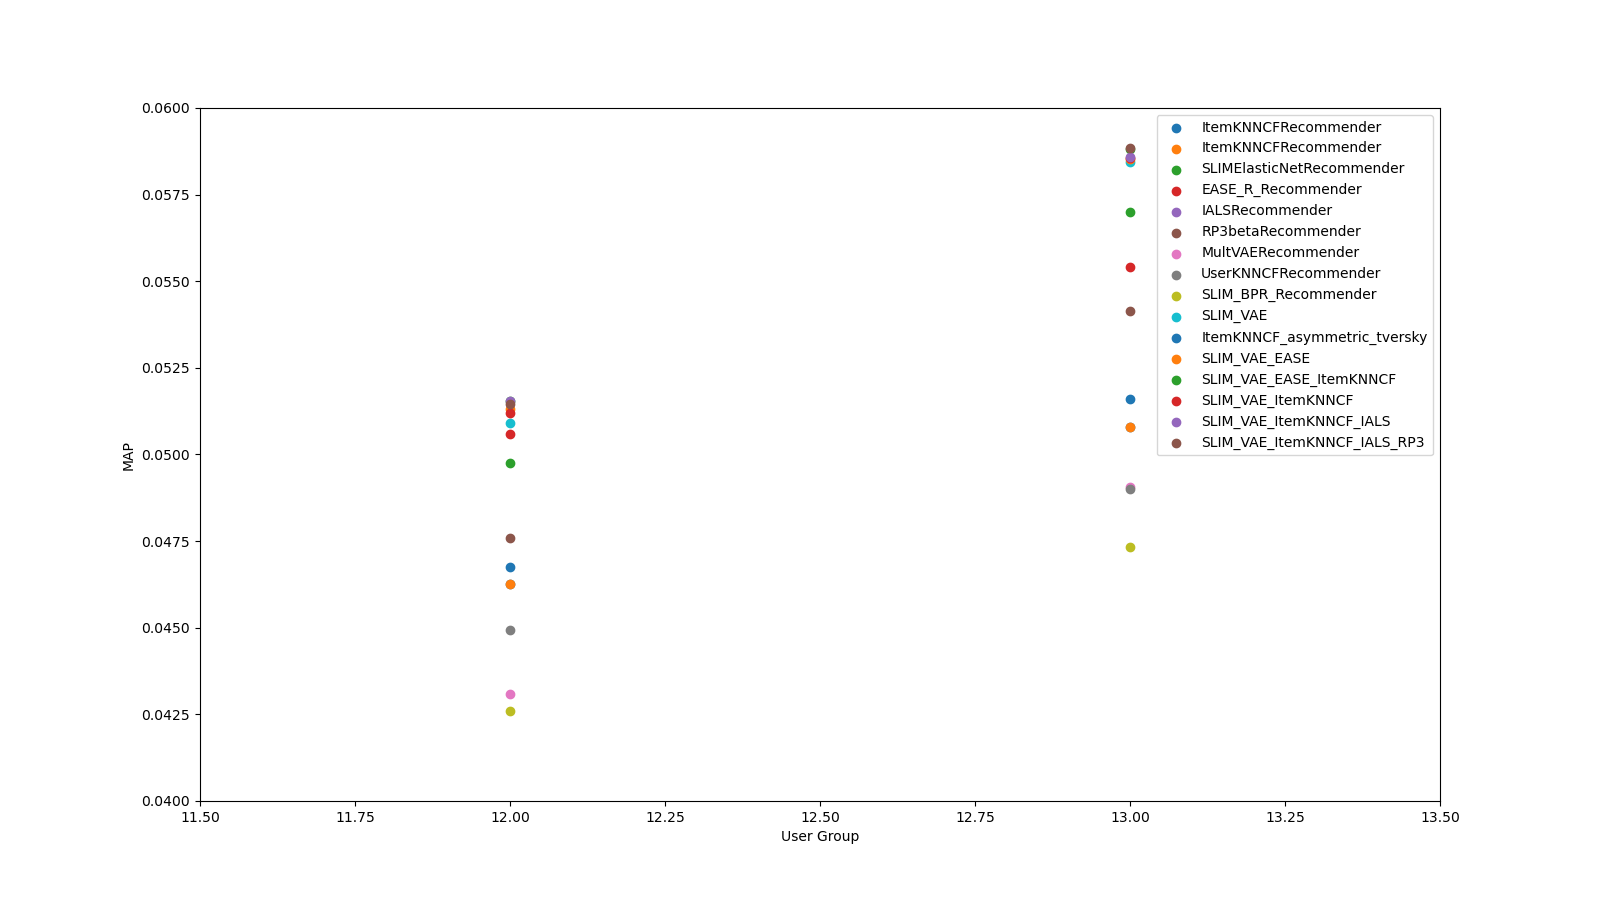 0.0600
0.0575
0.0550
0.0525
0.0500
0.0475
0.0450
0.0425
0.0400
MAP
11.50
11.75
12.00
12.25
12.50
12.75
13.00
13.25
13.50
User Group
ItemKNNCFRecommender
ItemKNNCFRecommender
SLIMElasticNetRecommender
EASE_R_Recommender
IALSRecommender
RP3betaRecommender
MultVAERecommender
UserKNNCFRecommender
SLIM_BPR_Recommender
SLIM_VAE
ItemKNNCF_asymmetric_tversky
SLIM_VAE_EASE
SLIM_VAE_EASE_ItemKNNCF
SLIM_VAE_ItemKNNCF
SLIM_VAE_ItemKNNCF_IALS
SLIM_VAE_ItemKNNCF_IALS_RP3